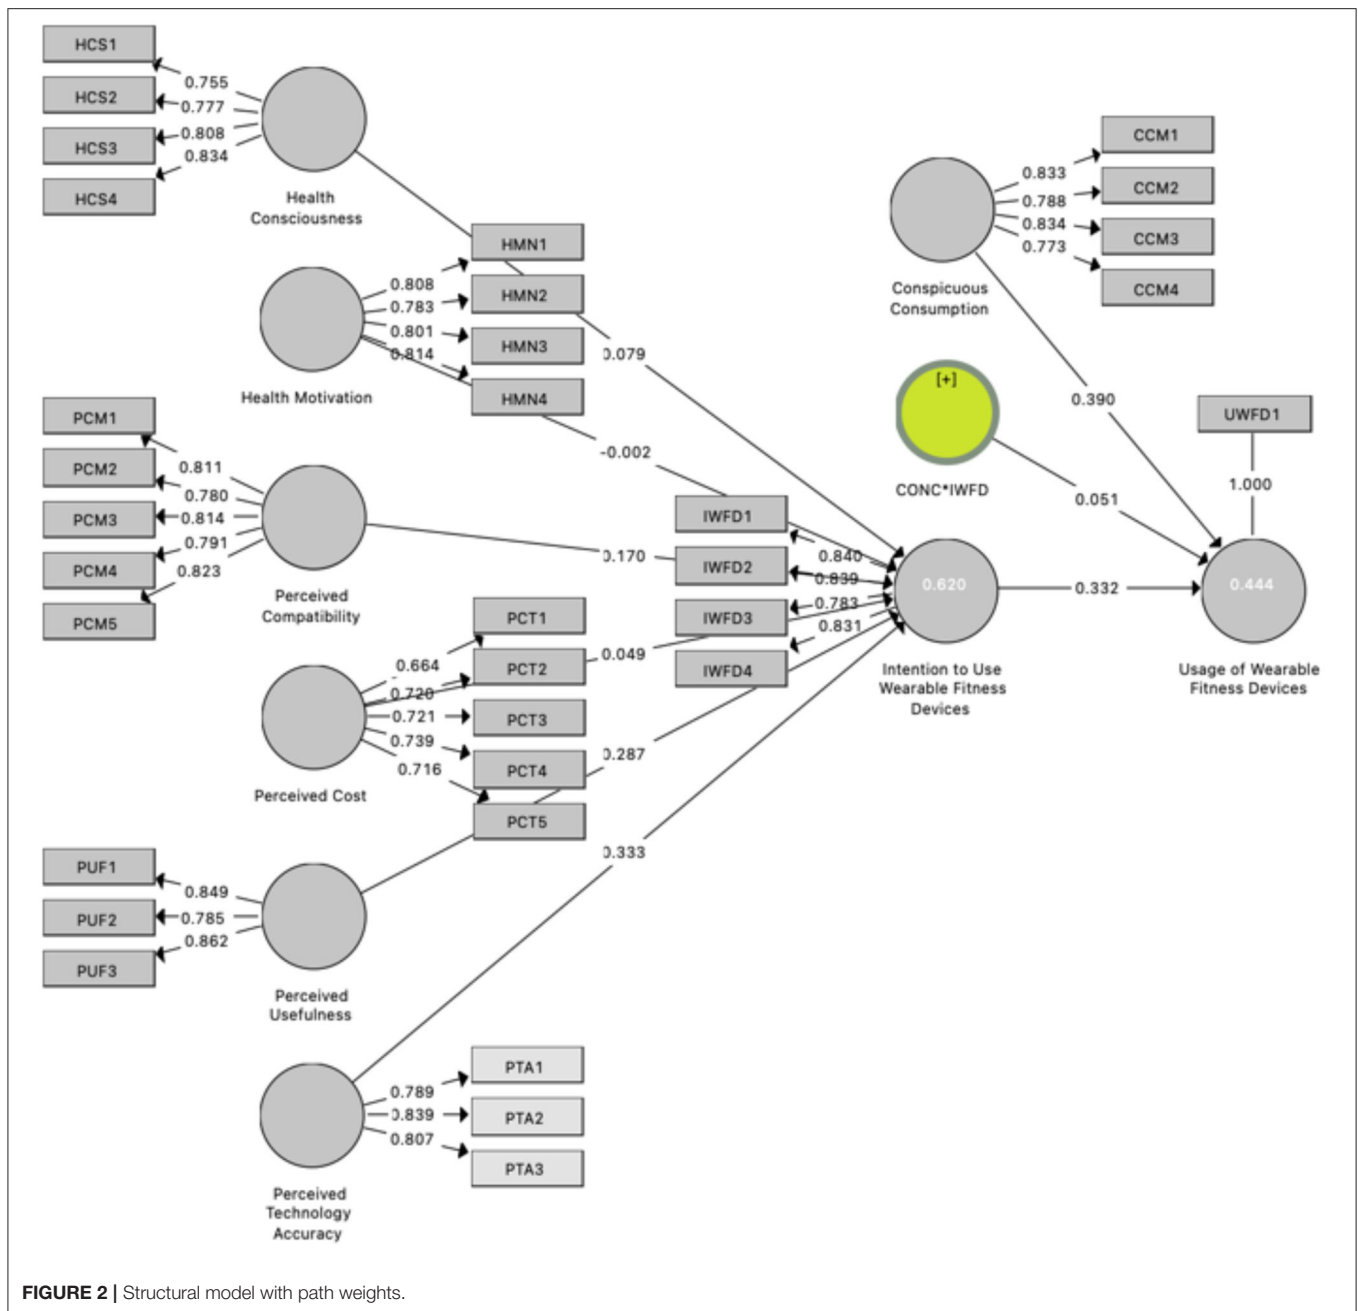 HCS1
HCS2
HCS3
HCS4
0.755
0.777
0.808
0.834
Health
Consciousness
HMN1
HMN2
HMN3
HMN4
0.808
0.783
0.801
0.814
Health Motivation
0.079
-0.002
PCM1
PCM2
PCM3
PCM4
PCM5
0.811
0.780
0.814
0.791
0.823
Perceived
Compatibility
0.170
PCT1
PCT2
PCT3
PCT4
PCT5
0.664
0.720
0.721
0.739
0.716
Perceived Cost
0.049
PUF1
PUF2
PUF3
0.849
0.785
0.862
Perceived
Usefulness
0.287
PTA1
PTA2
PTA3
0.789
0.839
0.807
Perceived
Technology
Accuracy
0.333
IWFD1
IWFD2
IWFD3
IWFD4
0.840
0.839
0.783
0.831
0.620
Intention to Use
Wearable Fitness
Devices
CCM1
CCM2
CCM3
CCM4
0.833
0.788
0.834
0.773
Conspicuous
Consumption
0.390
[+]
CONC*IWFD
0.051
0.332
UWFD1
1.000
0.444
Usage of Wearable
Fitness Devices
FIGURE 2 | Structural model with path weights.